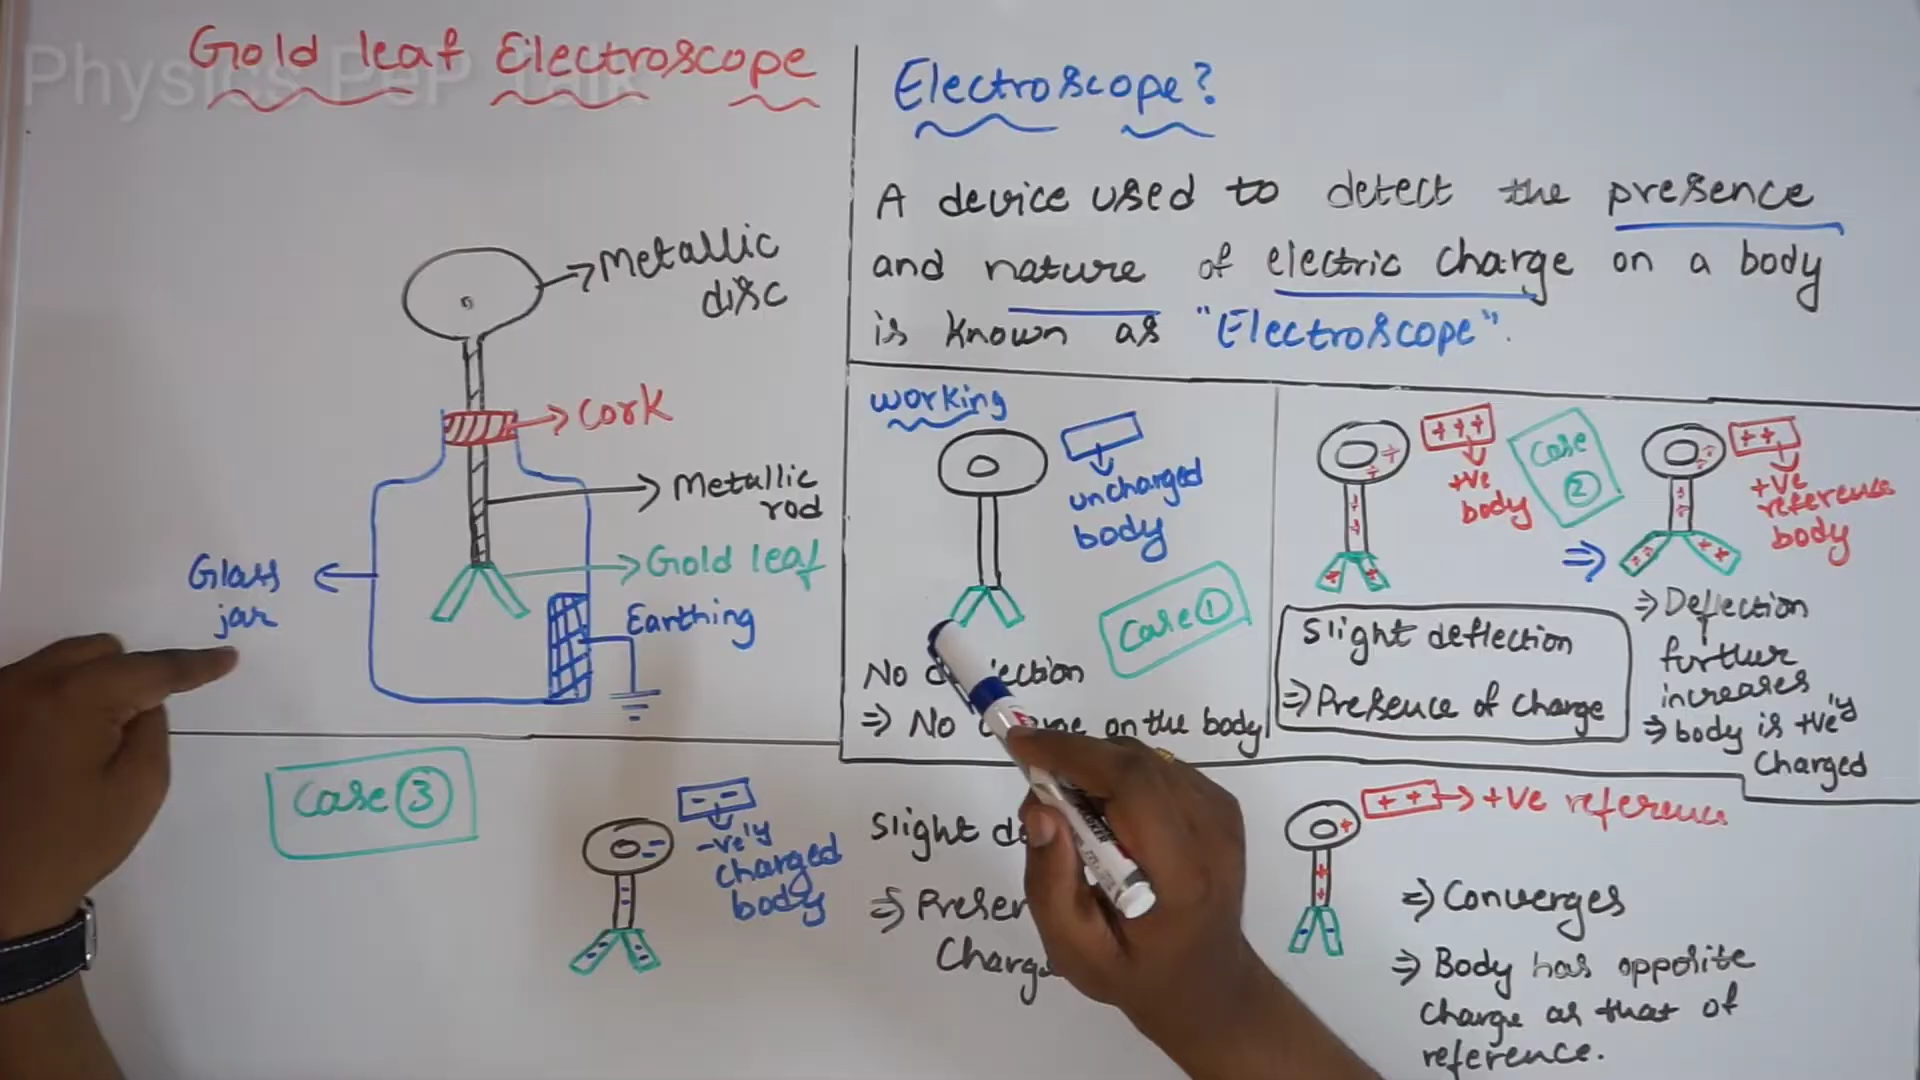 Physics PeP Talk
Gold leaf Electroscope
Metallic
disc
Cork
Metallic
rod
Gold leaf
Glass
jar
Earthing
Electroscope?
A device used to detect the presence
and nature of electric charge on a body
is known as "Electroscope".
working
uncharged
body
Case 1
No
⇒ No on the body
+++
+ve
body
Case
2
Slight deflection
⇒ Presence of charge
++
+ve
reference
body
⇒ Deflection
further
increases
⇒ body is +ve'ly
Charged
Case 3
- -
-ve'ly
charged
body
Slight
⇒
++ → +ve reference
⇒ Converges
⇒ Body has opposite
charge as that of
reference.